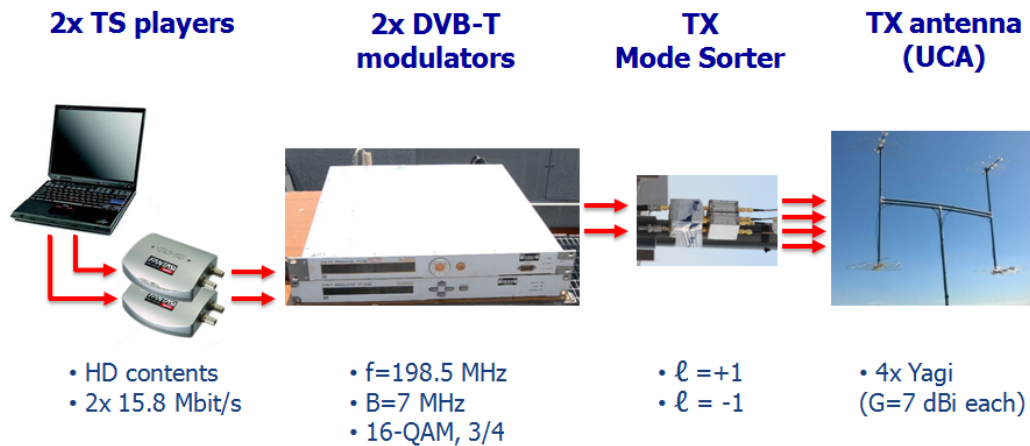 2x TS players
2x DVB-T
modulators
TX
Mode Sorter
TX antenna
(UCA)
• HD contents
• 2x 15.8 Mbit/s
• f=198.5 MHz
• B=7 MHz
• 16-QAM, 3/4
• ℓ =+1
• ℓ = -1
• 4x Yagi
(G=7 dBi each)